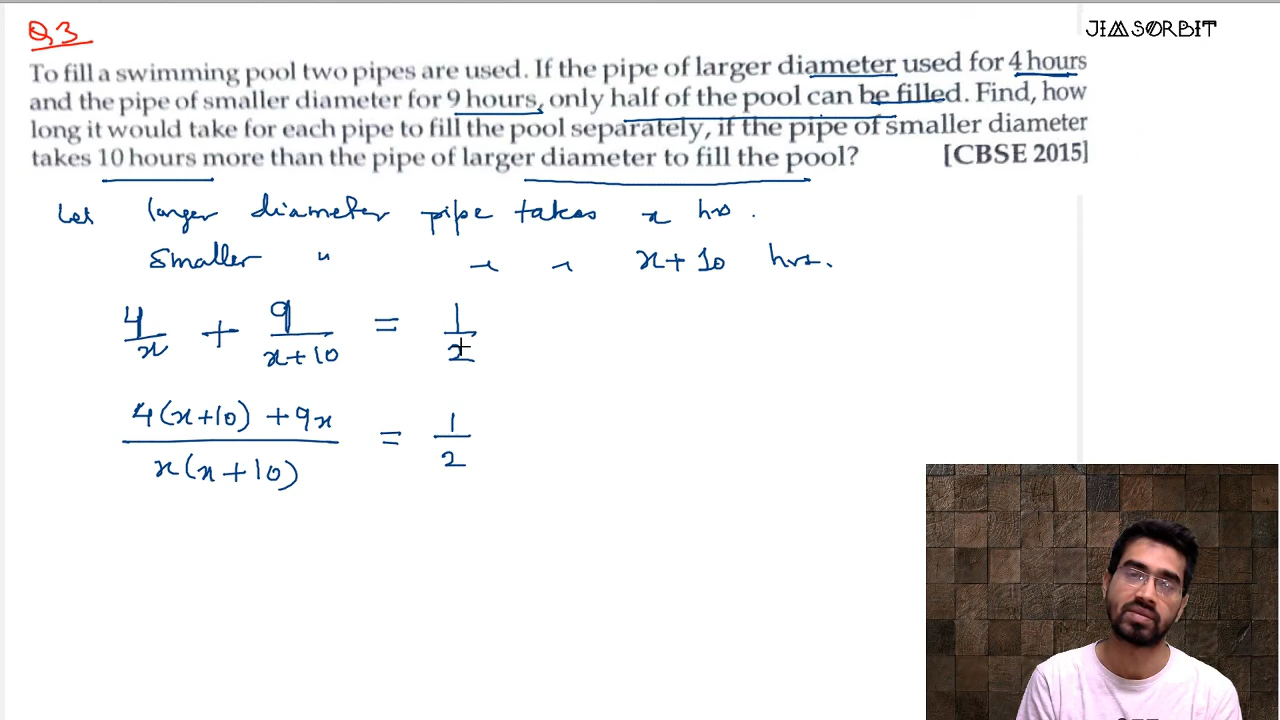 Q3
JIMSORBIT
To fill a swimming pool two pipes are used. If the pipe of larger diameter used for 4 hours
and the pipe of smaller diameter for 9 hours, only half of the pool can be filled. Find, how
long it would take for each pipe to fill the pool separately, if the pipe of smaller diameter
takes 10 hours more than the pipe of larger diameter to fill the pool? [CBSE 2015]
Let larger diameter pipe takes x hrs.
Smaller " " " x+10 hrs.
4/x + 9/(x+10) = 1/2
(4(x+10) + 9x)/(x(x+10)) = 1/2